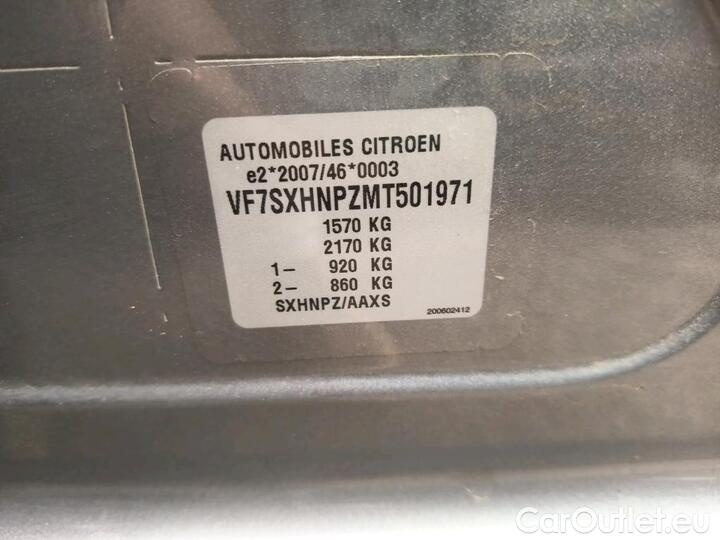 AUTOMOBILES CITROEN
e2*2007/46*0003
VF7SXHNPZMT501971
1570 KG
2170 KG
1– 920 KG
2– 860 KG
SXHNPZ/AAXS
200602412
CarOutlet.eu